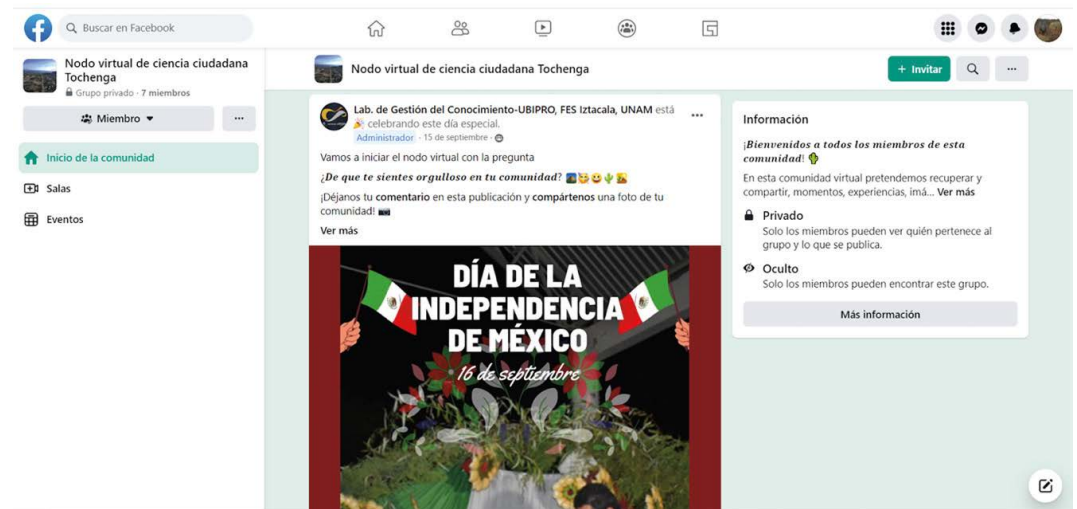 Buscar en Facebook
Nodo virtual de ciencia ciudadana
Tochenga
Grupo privado · 7 miembros
Miembro
Inicio de la comunidad
Salas
Eventos
Nodo virtual de ciencia ciudadana Tochenga
+ Invitar
Lab. de Gestión del Conocimiento-UBIPRO, FES Iztacala, UNAM está
🎉 celebrando este día especial.
Administrador · 15 de septiembre ·
Vamos a iniciar el nodo virtual con la pregunta
¿De que te sientes orgulloso en tu comunidad?
¡Déjanos tu comentario en esta publicación y compártenos una foto de tu
comunidad! 📷
Ver más
DÍA DE LA
INDEPENDENCIA
DE MÉXICO
16 de septiembre
Información
¡Bienvenidos a todos los miembros de esta
comunidad! 🌵
En esta comunidad virtual pretendemos recuperar y
compartir, momentos, experiencias, imá... Ver más
Privado
Solo los miembros pueden ver quién pertenece al
grupo y lo que se publica.
Oculto
Solo los miembros pueden encontrar este grupo.
Más información